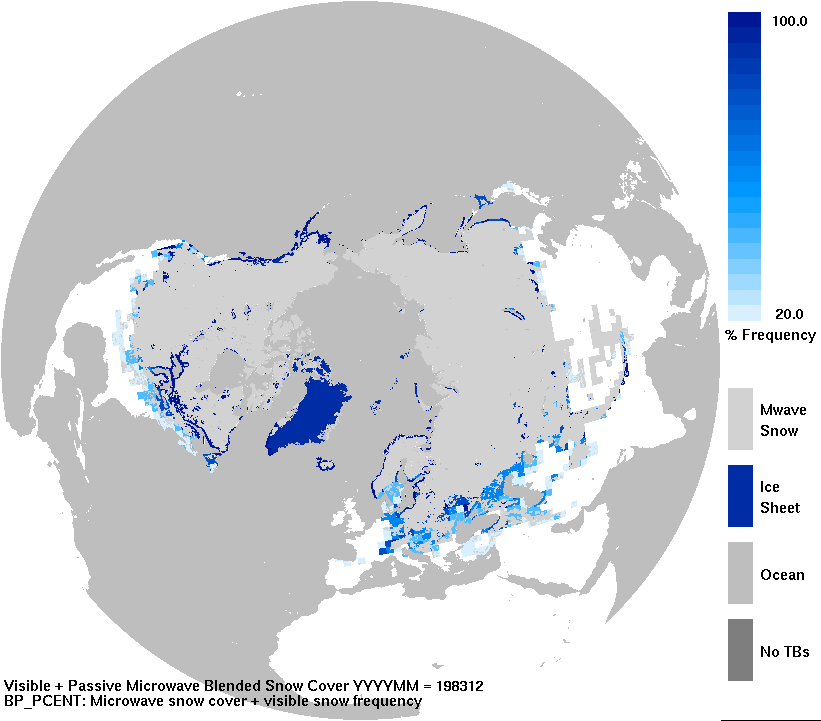 100.0
20.0
% Frequency
Mwave
Snow
Ice
Sheet
Ocean
No TBs
Visible + Passive Microwave Blended Snow Cover YYYYMM = 198312
BP_PCENT: Microwave snow cover + visible snow frequency